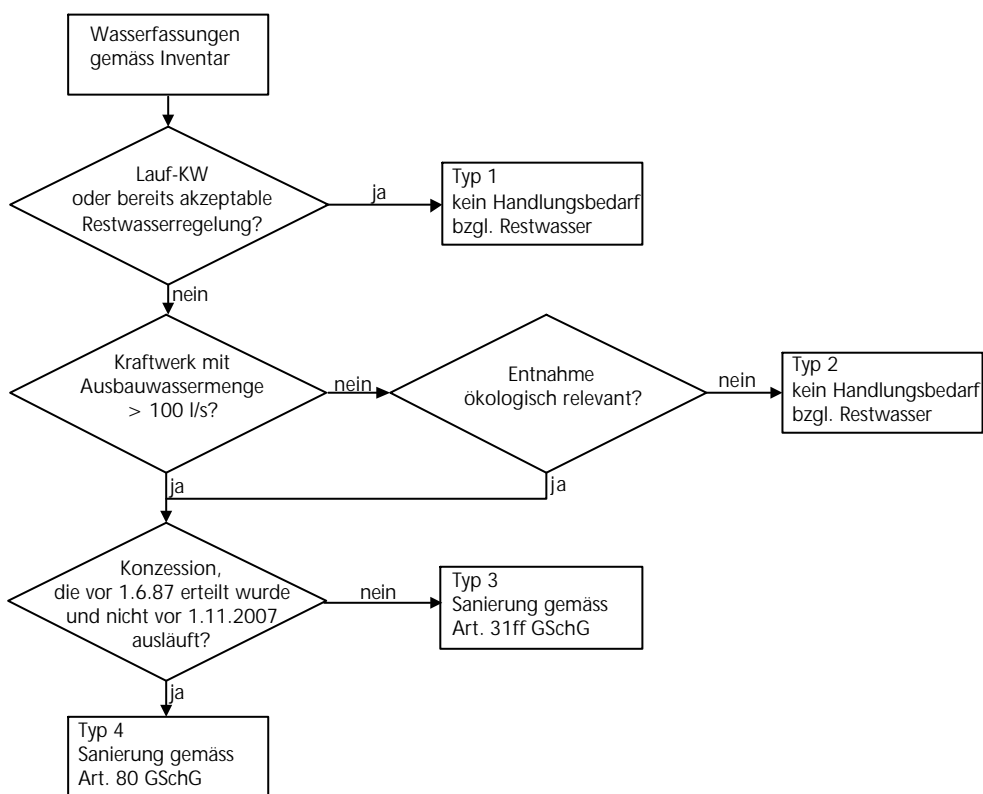 Wasserfassungen
gemäss Inventar
Lauf-KW
oder bereits akzeptable
Restwasserregelung?
ja
Typ 1
kein Handlungsbedarf
bzgl. Restwasser
nein
Kraftwerk mit
Ausbauwassermenge
> 100 l/s?
nein
Entnahme
ökologisch relevant?
nein
Typ 2
kein Handlungsbedarf
bzgl. Restwasser
ja
ja
Konzession,
die vor 1.6.87 erteilt wurde
und nicht vor 1.11.2007
ausläuft?
nein
Typ 3
Sanierung gemäss
Art. 31ff GSchG
ja
Typ 4
Sanierung gemäss
Art. 80 GSchG